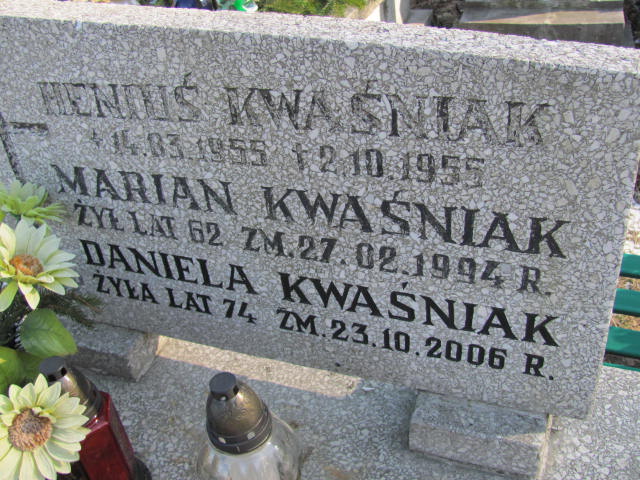 HENUŚ KWAŚNIAK
†14.03.1955 †2.10.1955
MARIAN KWAŚNIAK
ŻYŁ LAT 62 ZM.27.02.1994 R.
DANIELA KWAŚNIAK
ŻYŁA LAT 74 ZM.23.10.2006 R.